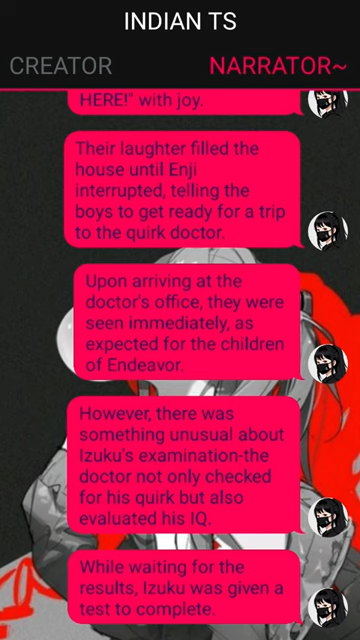 INDIAN TS
CREATOR
NARRATOR~
HERE!" with joy.
Their laughter filled the
house until Enji
interrupted, telling the
boys to get ready for a trip
to the quirk doctor.
Upon arriving at the
doctor's office, they were
seen immediately, as
expected for the children
of Endeavor.
However, there was
something unusual about
Izuku's examination-the
doctor not only checked
for his quirk but also
evaluated his IQ.
While waiting for the
results, Izuku was given a
test to complete.